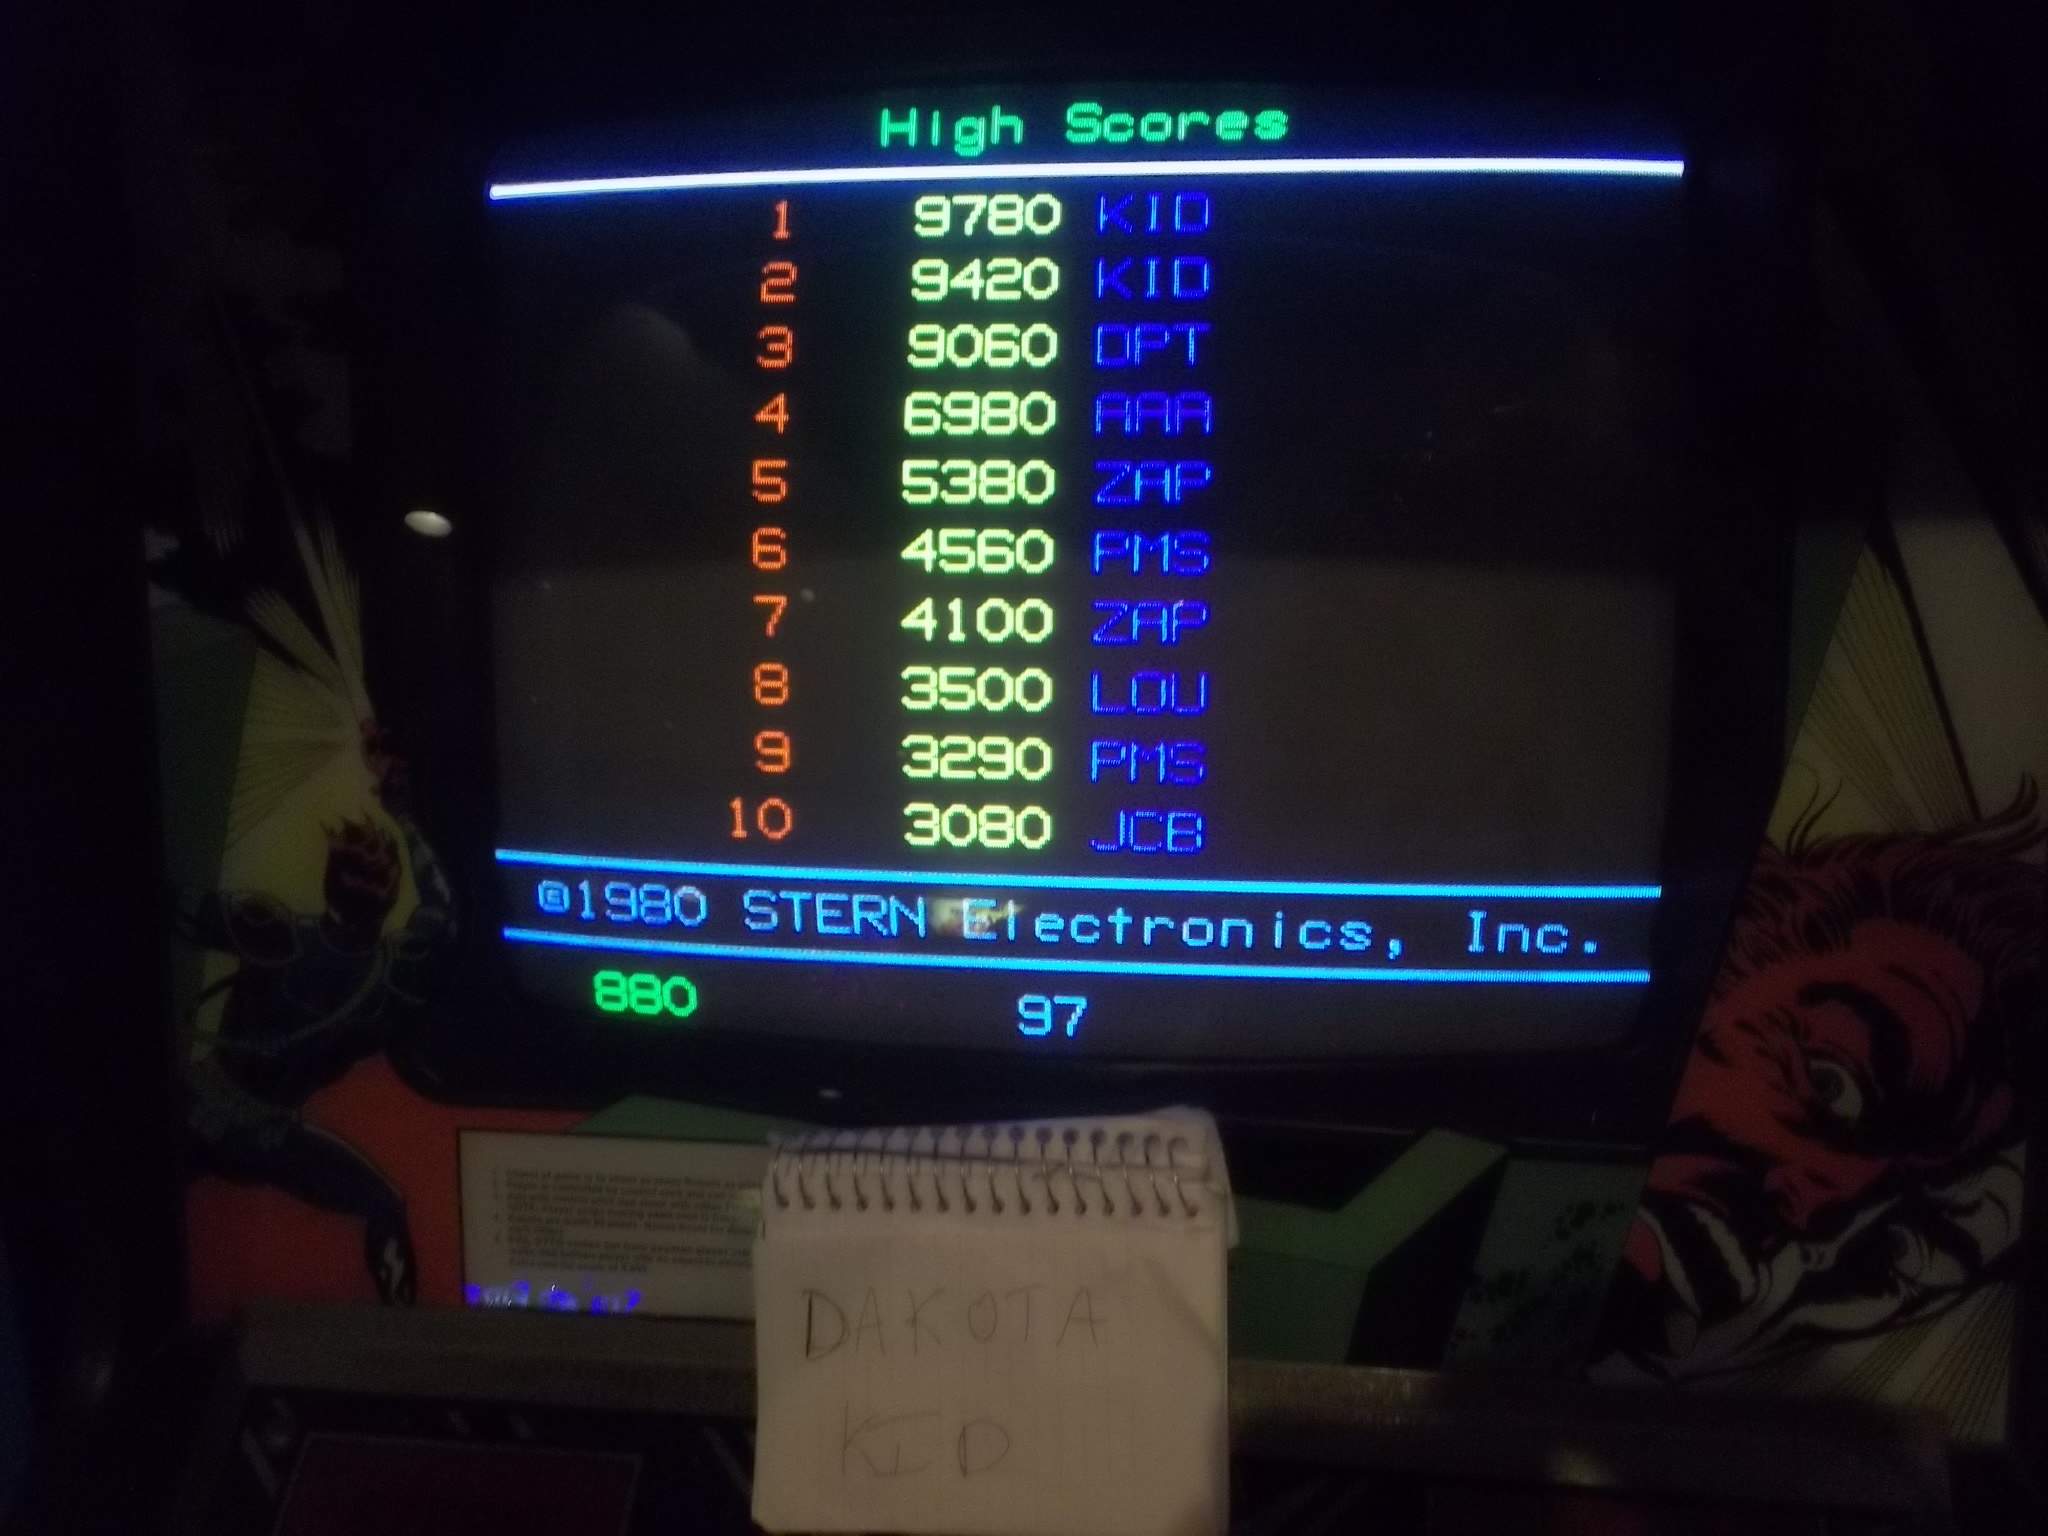 High Scores
1 9780 KID
2 9420 KID
3 9060 DPT
4 6980 AAA
5 5380 ZAP
6 4560 PMS
7 4100 ZAP
8 3500 LOU
9 3290 PMS
10 3080 JCB
©1980 STERN Electronics, Inc.
880 97
DAKOTA
KID